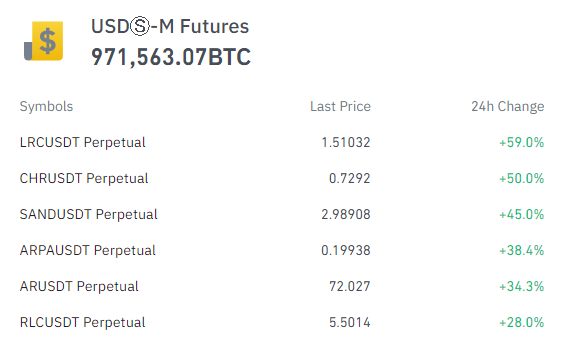 $
USDⓈ-M Futures
971,563.07BTC
Symbols Last Price 24h Change
LRCUSDT Perpetual 1.51032 +59.0%
CHRUSDT Perpetual 0.7292 +50.0%
SANDUSDT Perpetual 2.98908 +45.0%
ARPAUSDT Perpetual 0.19938 +38.4%
ARUSDT Perpetual 72.027 +34.3%
RLCUSDT Perpetual 5.5014 +28.0%